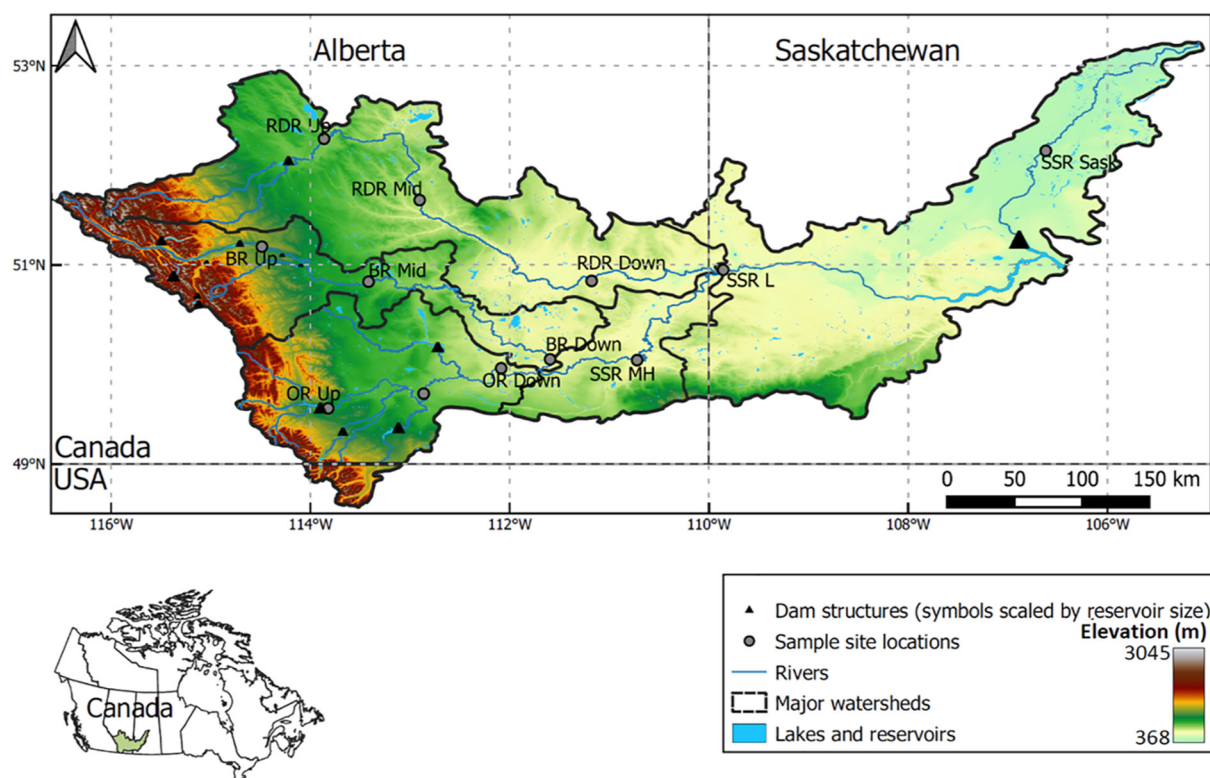 Alberta
Saskatchewan
53°N
RDR Up
SSR Sask
RDR Mid
51°N
BR Up
BR Mid
RDR Down
SSR L
BR Down
OR Down
SSR MH
OR Up
Canada
49°N
USA
0 50 100 150 km
116°W 114°W 112°W 110°W 108°W 106°W
Canada
Dam structures (symbols scaled by reservoir size)
Sample site locations
Elevation (m)
3045
Rivers
Major watersheds
368
Lakes and reservoirs